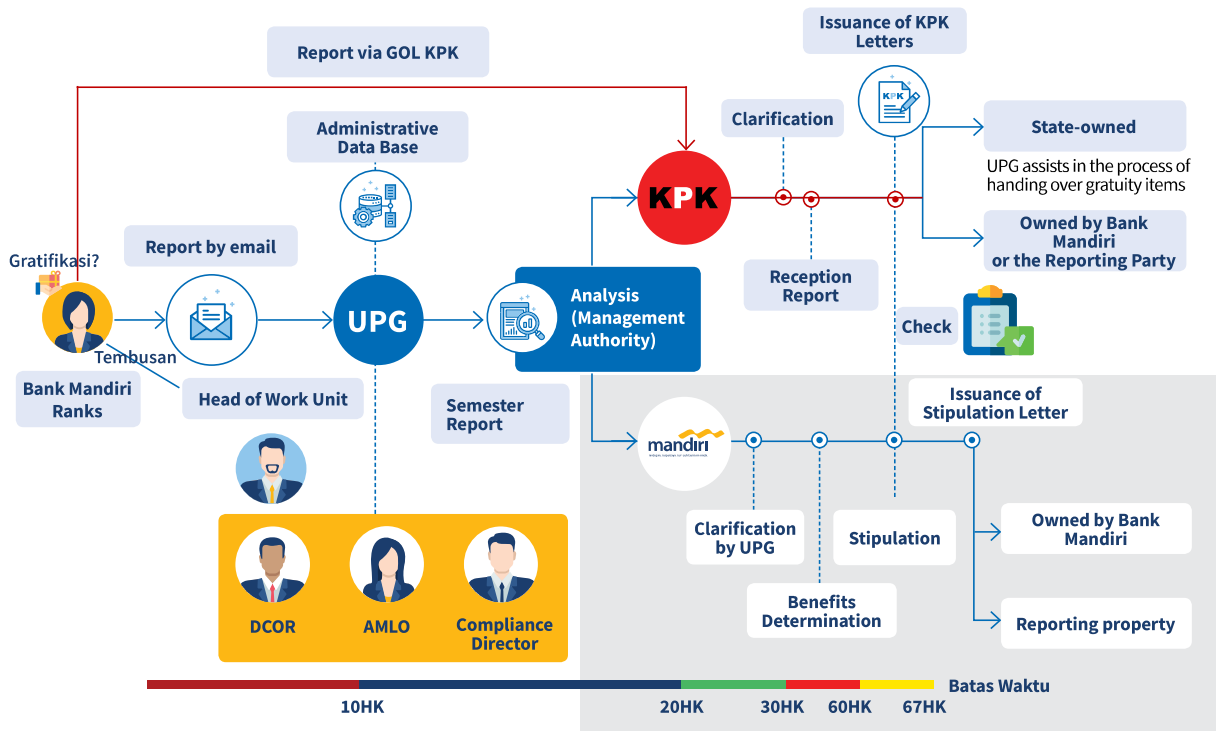 Issuance of KPK
Letters
Report via GOL KPK
KPK
Clarification
Administrative
Data Base
State-owned
UPG assists in the process of
handing over gratuity items
KPK
Report by email
Owned by Bank
Mandiri
or the Reporting Party
Gratifikasi?
Reception
Report
Analysis
(Management
Authority)
UPG
Check
Tembusan
Bank Mandiri
Ranks
Head of Work Unit
Semester
Report
Issuance of
Stipulation Letter
mandiri
Clarification
by UPG
Stipulation
Owned by Bank
Mandiri
Benefits
Determination
DCOR
AMLO
Compliance
Director
Reporting property
Batas Waktu
10HK
20HK
30HK
60HK
67HK